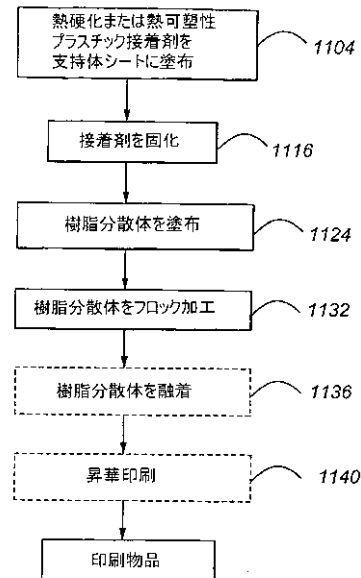 熱硬化または熱可塑性
プラスチック接着剤を
支持体シートに塗布
1104
接着剤を固化
1116
樹脂分散体を塗布
1124
樹脂分散体をフロック加工
1132
樹脂分散体を融着
1136
昇華印刷
1140
印刷物品